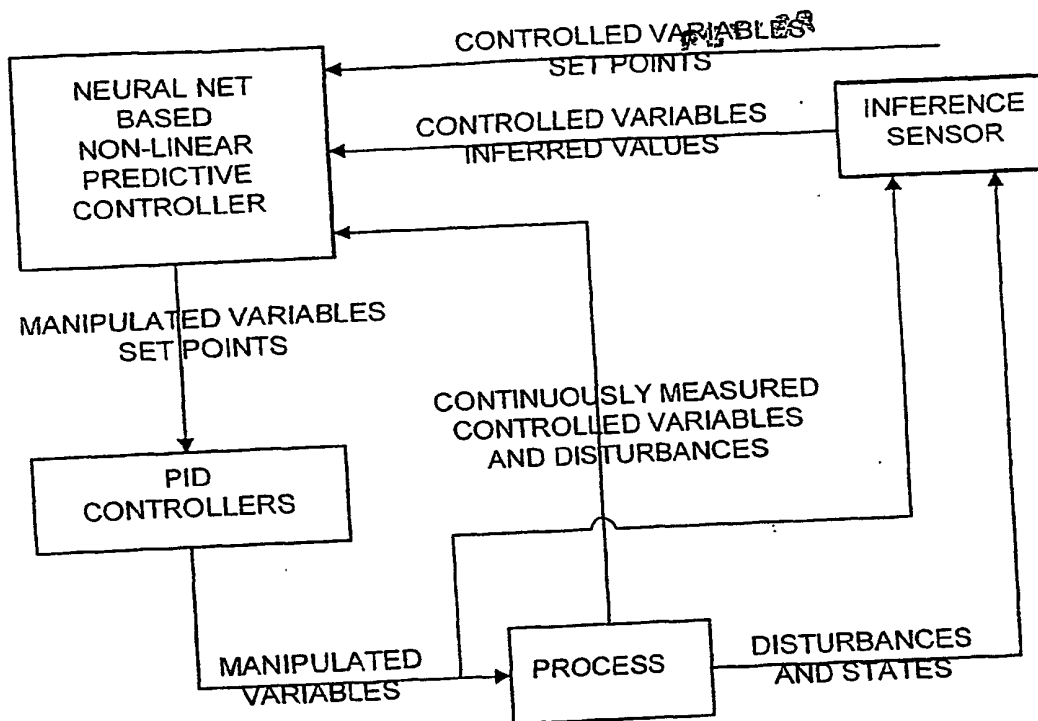 CONTROLLED VARIABLES
SET POINTS
NEURAL NET
BASED
NON-LINEAR
PREDICTIVE
CONTROLLER
CONTROLLED VARIABLES
INFERRED VALUES
INFERENCE
SENSOR
MANIPULATED VARIABLES
SET POINTS
CONTINUOUSLY MEASURED
CONTROLLED VARIABLES
AND DISTURBANCES
PID
CONTROLLERS
MANIPULATED
VARIABLES
PROCESS
DISTURBANCES
AND STATES